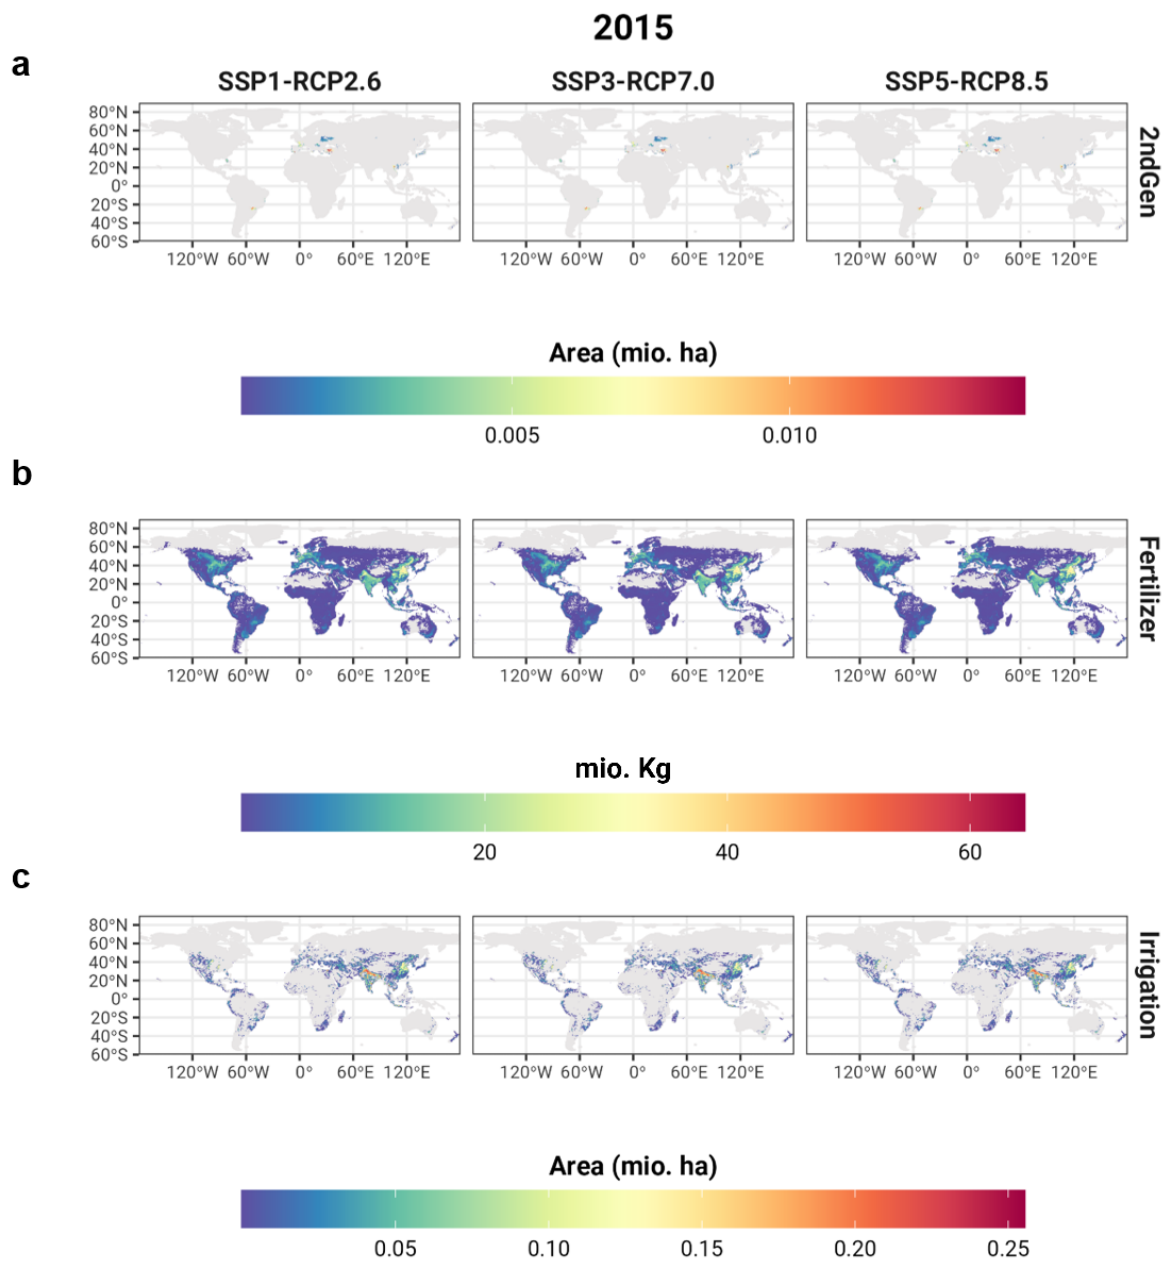 2015
a
SSP1-RCP2.6 SSP3-RCP7.0 SSP5-RCP8.5
80°N
60°N
40°N
20°N
0°
20°S
40°S
60°S
2ndGen
120°W 60°W 0° 60°E 120°E 120°W 60°W 0° 60°E 120°E 120°W 60°W 0° 60°E 120°E
Area (mio. ha)
0.005 0.010
b
80°N
60°N
40°N
20°N
0°
20°S
40°S
60°S
Fertilizer
120°W 60°W 0° 60°E 120°E 120°W 60°W 0° 60°E 120°E 120°W 60°W 0° 60°E 120°E
mio. Kg
20 40 60
c
80°N
60°N
40°N
20°N
0°
20°S
40°S
60°S
Irrigation
120°W 60°W 0° 60°E 120°E 120°W 60°W 0° 60°E 120°E 120°W 60°W 0° 60°E 120°E
Area (mio. ha)
0.05 0.10 0.15 0.20 0.25